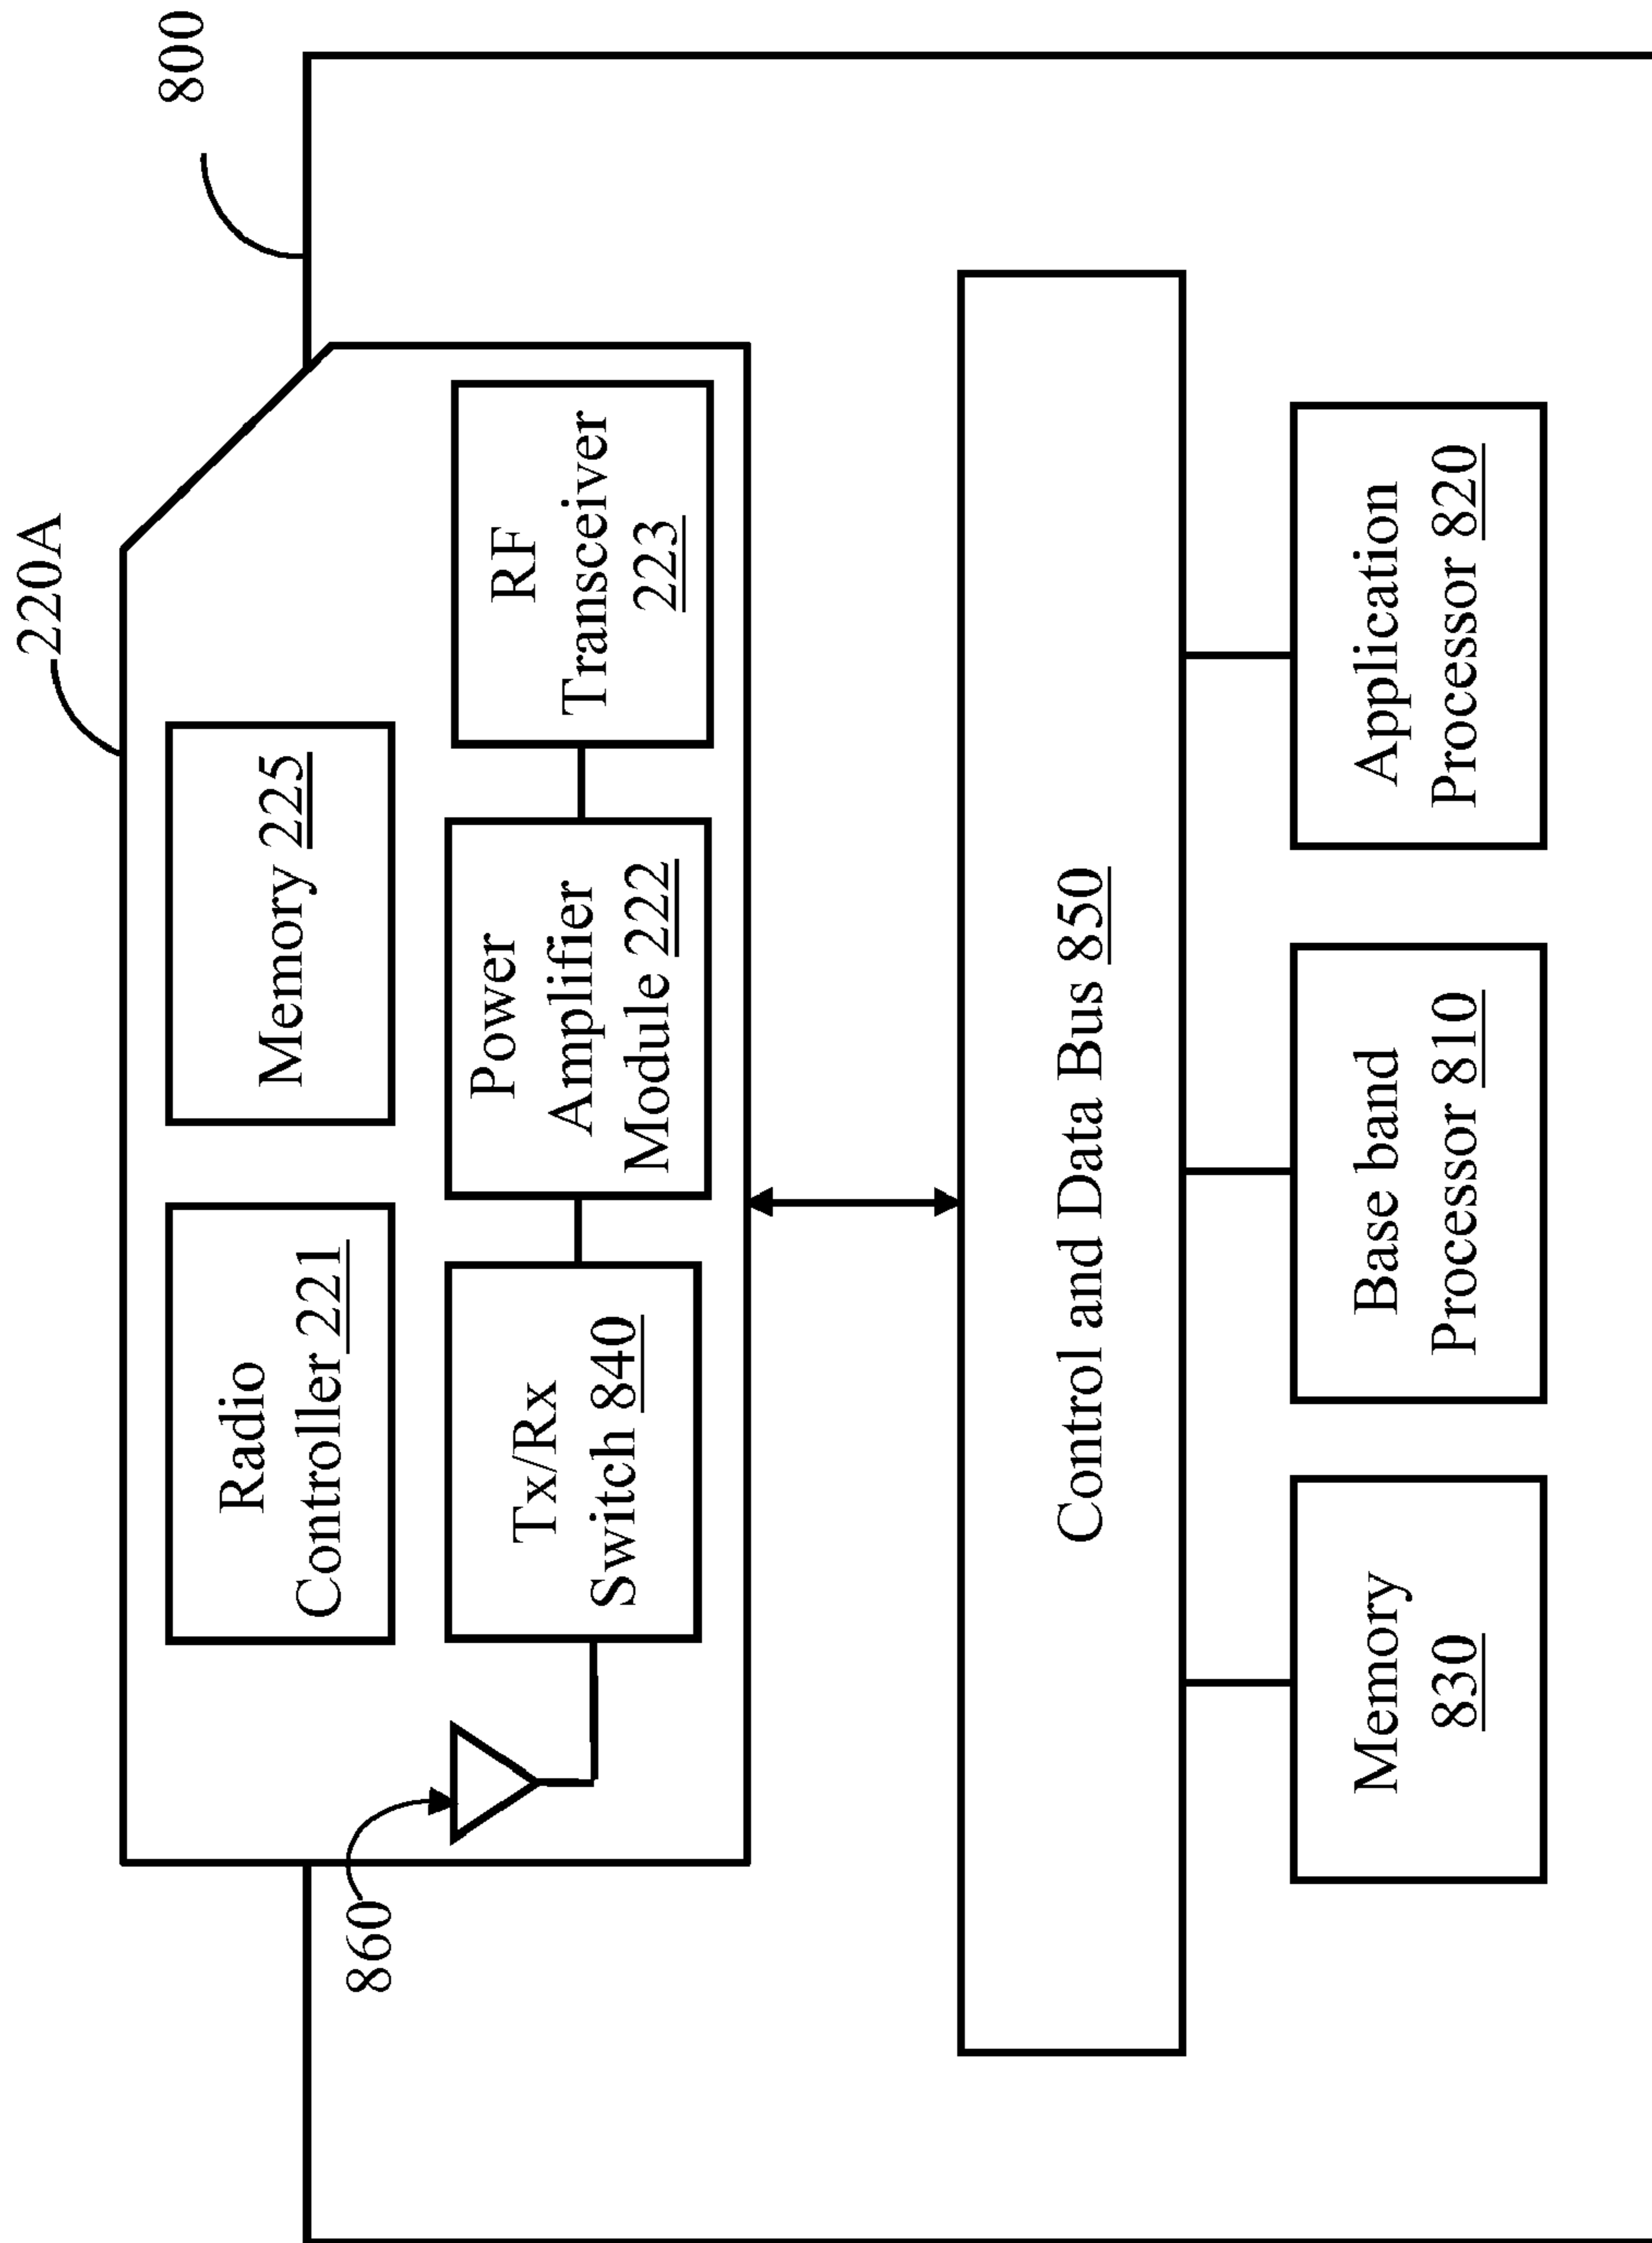 220A
800
Radio
Controller 221
Memory 225
860
Tx/Rx
Switch 840
Power
Amplifier
Module 222
RF
Transceiver
223
Control and Data Bus 850
Memory
830
Base band
Processor 810
Application
Processor 820